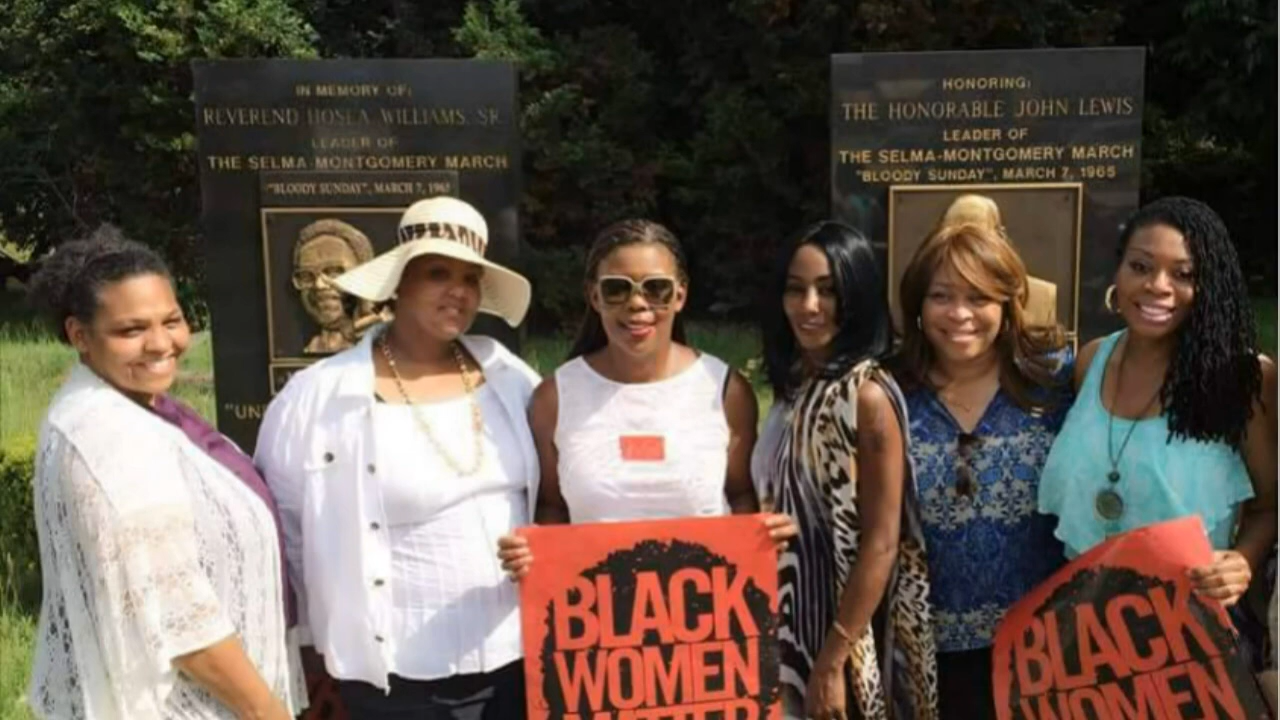 IN MEMORY OF:
REVEREND HOSEA WILLIAMS, SR.
LEADER OF
THE SELMA-MONTGOMERY MARCH
"BLOODY SUNDAY", MARCH 7, 1965
"UN
HONORING:
THE HONORABLE JOHN LEWIS
LEADER OF
THE SELMA-MONTGOMERY MARCH
"BLOODY SUNDAY", MARCH 7, 1965
BLACK
WOMEN
MATTER
BLACK
WOMEN